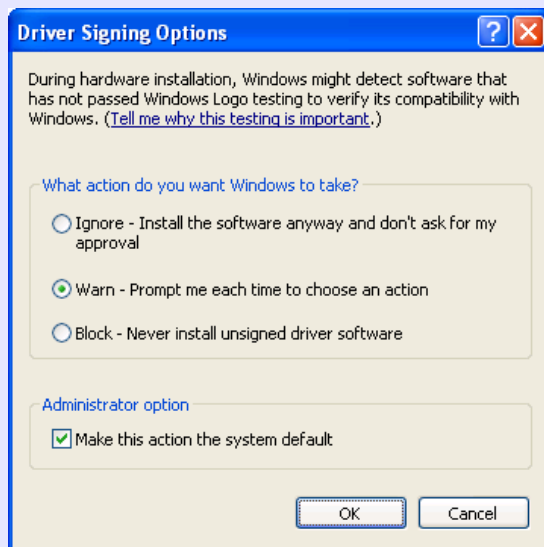 Driver Signing Options
During hardware installation, Windows might detect software that
has not passed Windows Logo testing to verify its compatibility with
Windows. (Tell me why this testing is important.)
What action do you want Windows to take?
Ignore - Install the software anyway and don't ask for my
approval
Warn - Prompt me each time to choose an action
Block - Never install unsigned driver software
Administrator option
Make this action the system default
OK Cancel